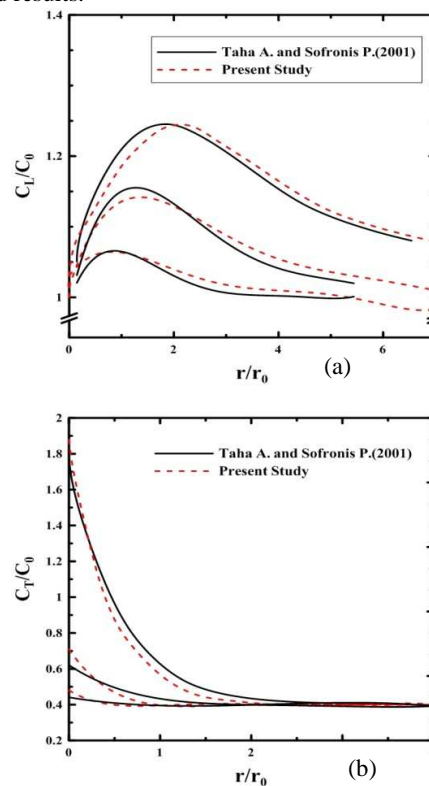 results.
1.4
Taha A. and Sofronis P.(2001)
Present Study
C_L/C_0
1.2
1
0 2 4 6
r/r_0
(a)
2
Taha A. and Sofronis P.(2001)
1.8
Present Study
1.6
1.4
C_T/C_0
1.2
1
0.8
0.6
0.4
0.2
0 1 2 3
r/r_0
(b)